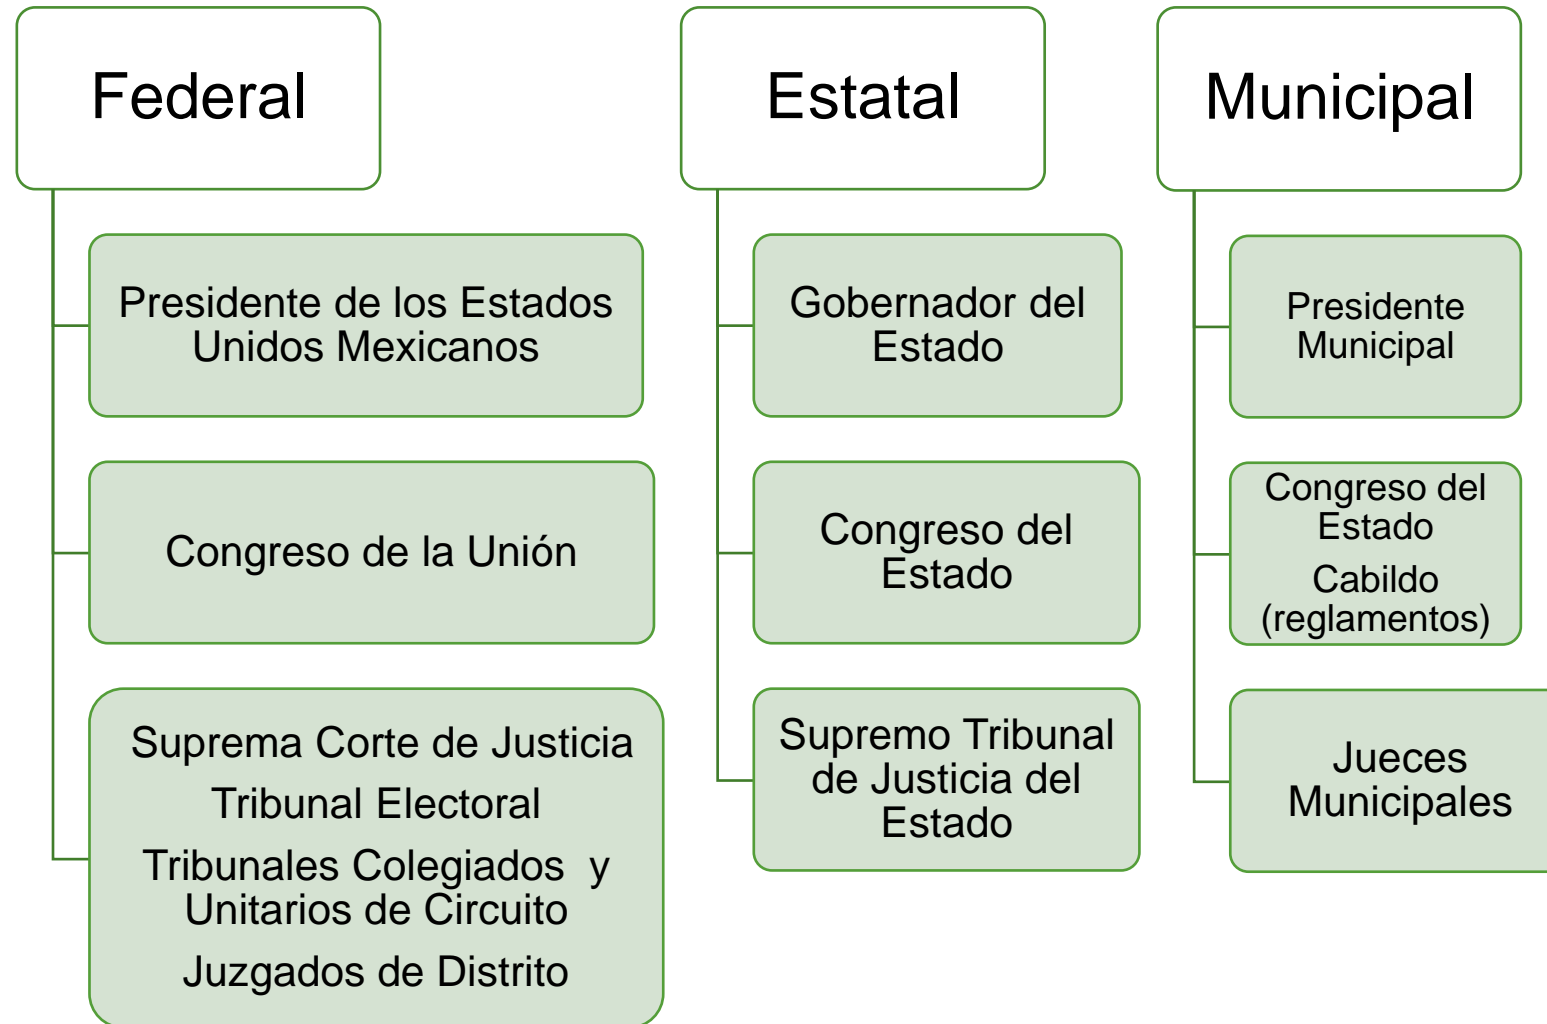 Federal
Presidente de los Estados
Unidos Mexicanos
Congreso de la Unión
Suprema Corte de Justicia
Tribunal Electoral
Tribunales Colegiados y
Unitarios de Circuito
Juzgados de Distrito
Estatal
Gobernador del
Estado
Congreso del
Estado
Supremo Tribunal
de Justicia del
Estado
Municipal
Presidente
Municipal
Congreso del
Estado
Cabildo
(reglamentos)
Jueces
Municipales